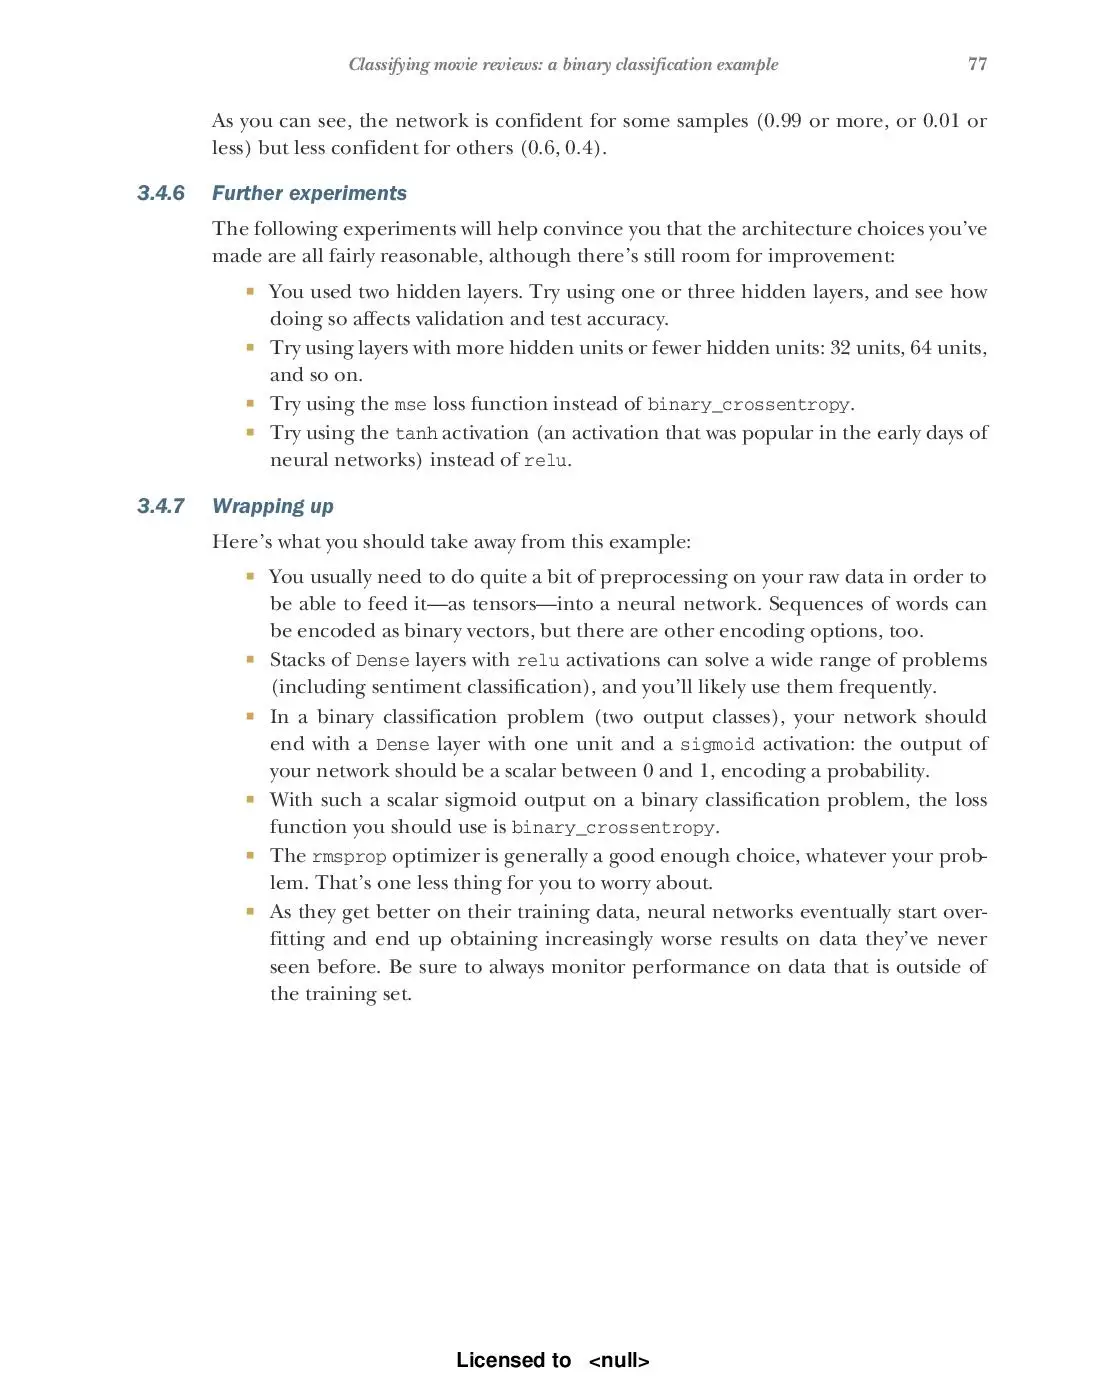 Classifying movie reviews: a binary classification example 77
As you can see, the network is confident for some samples (0.99 or more, or 0.01 or
less) but less confident for others (0.6, 0.4).
3.4.6 Further experiments
The following experiments will help convince you that the architecture choices you’ve
made are all fairly reasonable, although there’s still room for improvement:
■ You used two hidden layers. Try using one or three hidden layers, and see how
doing so affects validation and test accuracy.
■ Try using layers with more hidden units or fewer hidden units: 32 units, 64 units,
and so on.
■ Try using the mse loss function instead of binary_crossentropy.
■ Try using the tanh activation (an activation that was popular in the early days of
neural networks) instead of relu.
3.4.7 Wrapping up
Here’s what you should take away from this example:
■ You usually need to do quite a bit of preprocessing on your raw data in order to
be able to feed it—as tensors—into a neural network. Sequences of words can
be encoded as binary vectors, but there are other encoding options, too.
■ Stacks of Dense layers with relu activations can solve a wide range of problems
(including sentiment classification), and you’ll likely use them frequently.
■ In a binary classification problem (two output classes), your network should
end with a Dense layer with one unit and a sigmoid activation: the output of
your network should be a scalar between 0 and 1, encoding a probability.
■ With such a scalar sigmoid output on a binary classification problem, the loss
function you should use is binary_crossentropy.
■ The rmsprop optimizer is generally a good enough choice, whatever your prob-
lem. That’s one less thing for you to worry about.
■ As they get better on their training data, neural networks eventually start over-
fitting and end up obtaining increasingly worse results on data they’ve never
seen before. Be sure to always monitor performance on data that is outside of
the training set.
Licensed to <null>